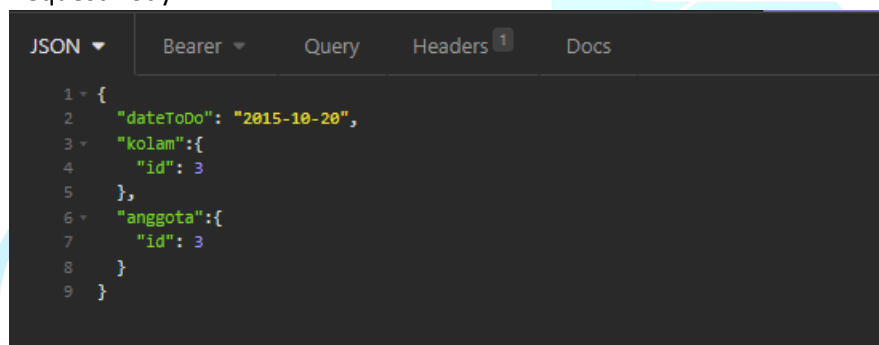 JSON Bearer Query Headers 1 Docs
1 {
2 "dateToDo": "2015-10-20",
3 "kolam":{
4 "id": 3
5 },
6 "anggota":{
7 "id": 3
8 }
9 }